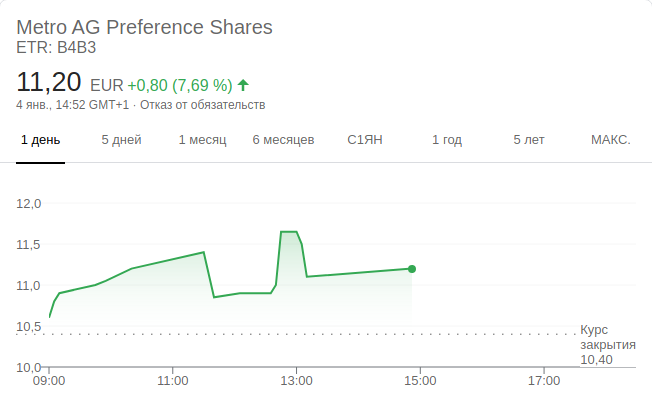 Metro AG Preference Shares
ETR: B4B3
11,20 EUR +0,80 (7,69 %)
4 янв., 14:52 GMT+1 · Отказ от обязательств
1 день 5 дней 1 месяц 6 месяцев С1ЯН 1 год 5 лет МАКС.
12,0
11,5
11,0
10,5
Курс
закрытия
10,40
10,0
09:00 11:00 13:00 15:00 17:00